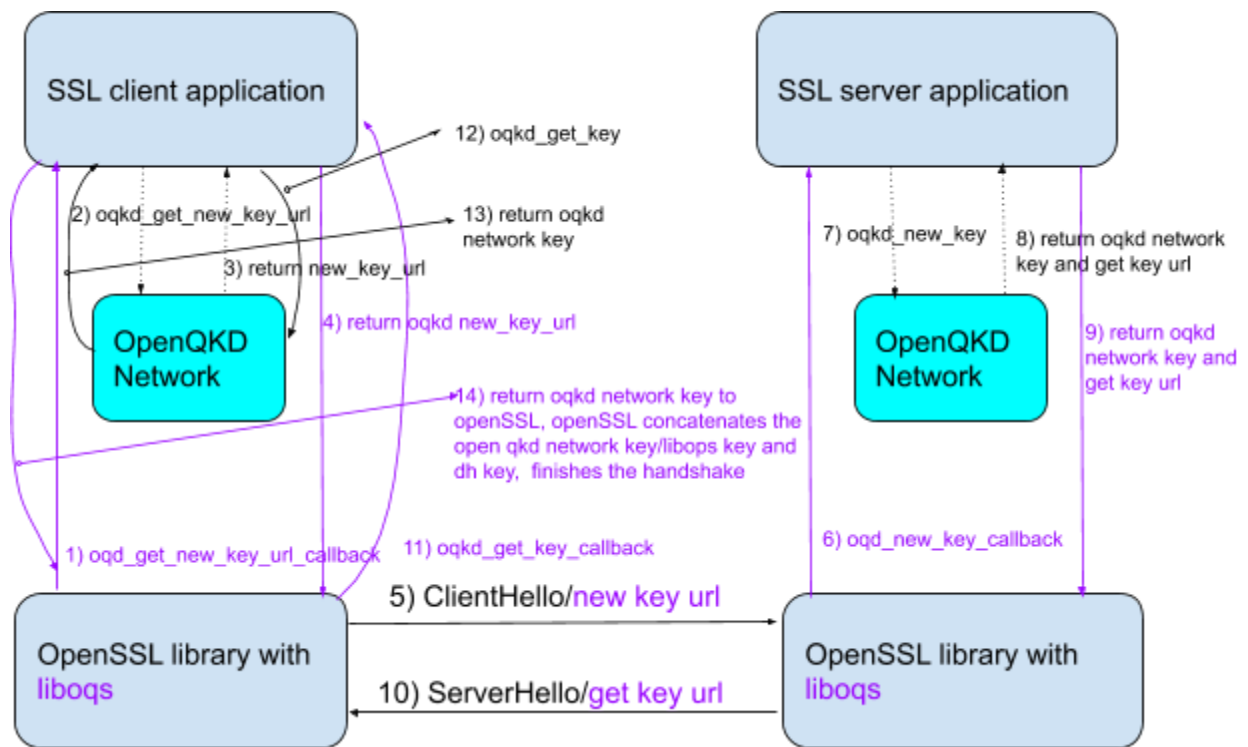 SSL client application
SSL server application
12) oqkd_get_key
2) oqkd_get_new_key_url
13) return oqkd
network key
3) return new_key_url
7) oqkd_new_key
8) return oqkd network
key and get key url
OpenQKD
Network
4) return oqkd new_key_url
OpenQKD
Network
9) return oqkd
network key and
get key url
14) return oqkd network key to
openSSL, openSSL concatenates the
open qkd network key/libops key and
dh key, finishes the handshake
1) oqd_get_new_key_url_callback
11) oqkd_get_key_callback
6) oqd_new_key_callback
5) ClientHello/new key url
OpenSSL library with
liboqs
OpenSSL library with
liboqs
10) ServerHello/get key url